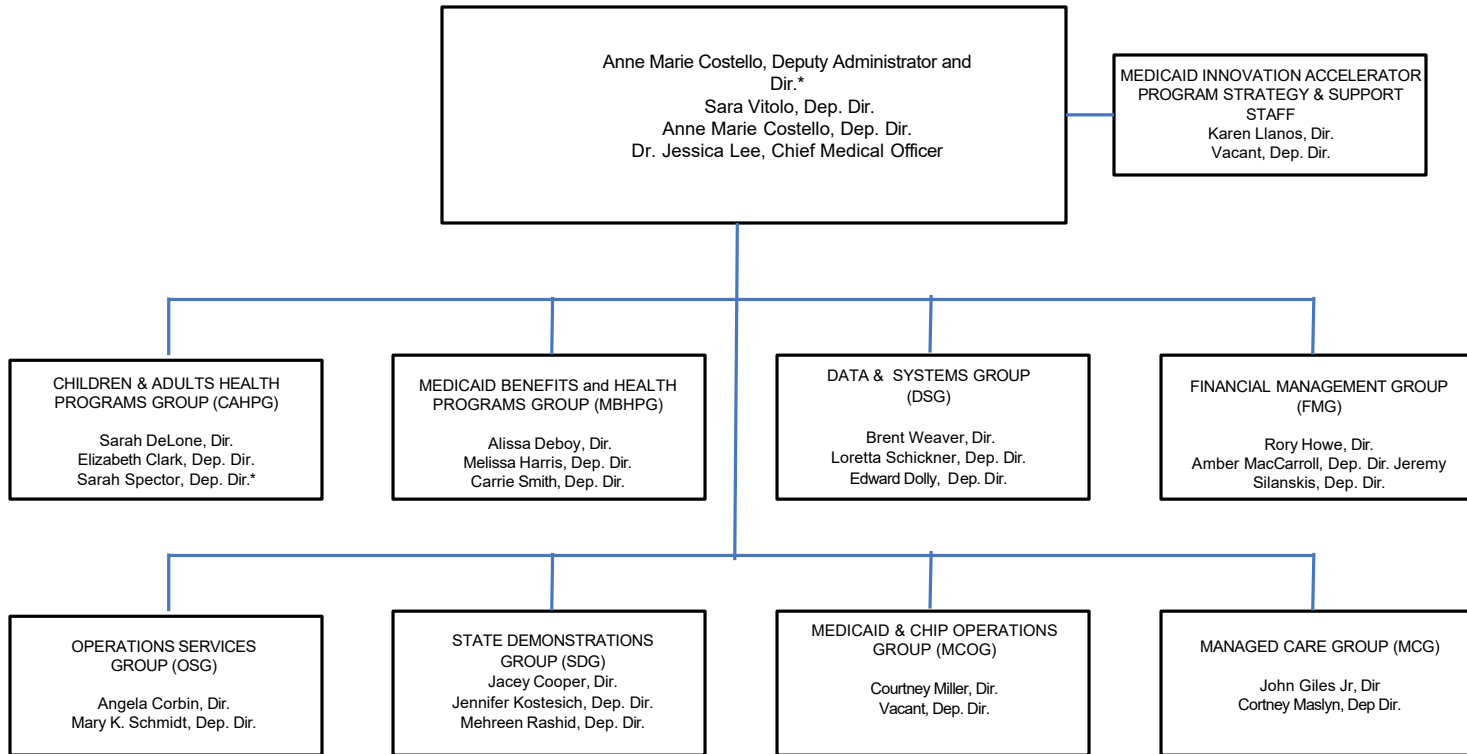 Anne Marie Costello, Deputy Administrator and
Dir.*
Sara Vitolo, Dep. Dir.
Anne Marie Costello, Dep. Dir.
Dr. Jessica Lee, Chief Medical Officer
MEDICAID INNOVATION ACCELERATOR
PROGRAM STRATEGY & SUPPORT
STAFF
Karen Llanos, Dir.
Vacant, Dep. Dir.
CHILDREN & ADULTS HEALTH
PROGRAMS GROUP (CAHPG)
Sarah DeLone, Dir.
Elizabeth Clark, Dep. Dir.
Sarah Spector, Dep. Dir.*
MEDICAID BENEFITS and HEALTH
PROGRAMS GROUP (MBHPG)
Alissa Deboy, Dir.
Melissa Harris, Dep. Dir.
Carrie Smith, Dep. Dir.
DATA & SYSTEMS GROUP
(DSG)
Brent Weaver, Dir.
Loretta Schickner, Dep. Dir.
Edward Dolly, Dep. Dir.
FINANCIAL MANAGEMENT GROUP
(FMG)
Rory Howe, Dir.
Amber MacCarroll, Dep. Dir. Jeremy
Silanskis, Dep. Dir.
OPERATIONS SERVICES
GROUP (OSG)
Angela Corbin, Dir.
Mary K. Schmidt, Dep. Dir.
STATE DEMONSTRATIONS
GROUP (SDG)
Jacey Cooper, Dir.
Jennifer Kostesich, Dep. Dir.
Mehreen Rashid, Dep. Dir.
MEDICAID & CHIP OPERATIONS
GROUP (MCOG)
Courtney Miller, Dir.
Vacant, Dep. Dir.
MANAGED CARE GROUP (MCG)
John Giles Jr, Dir
Cortney Maslyn, Dep Dir.